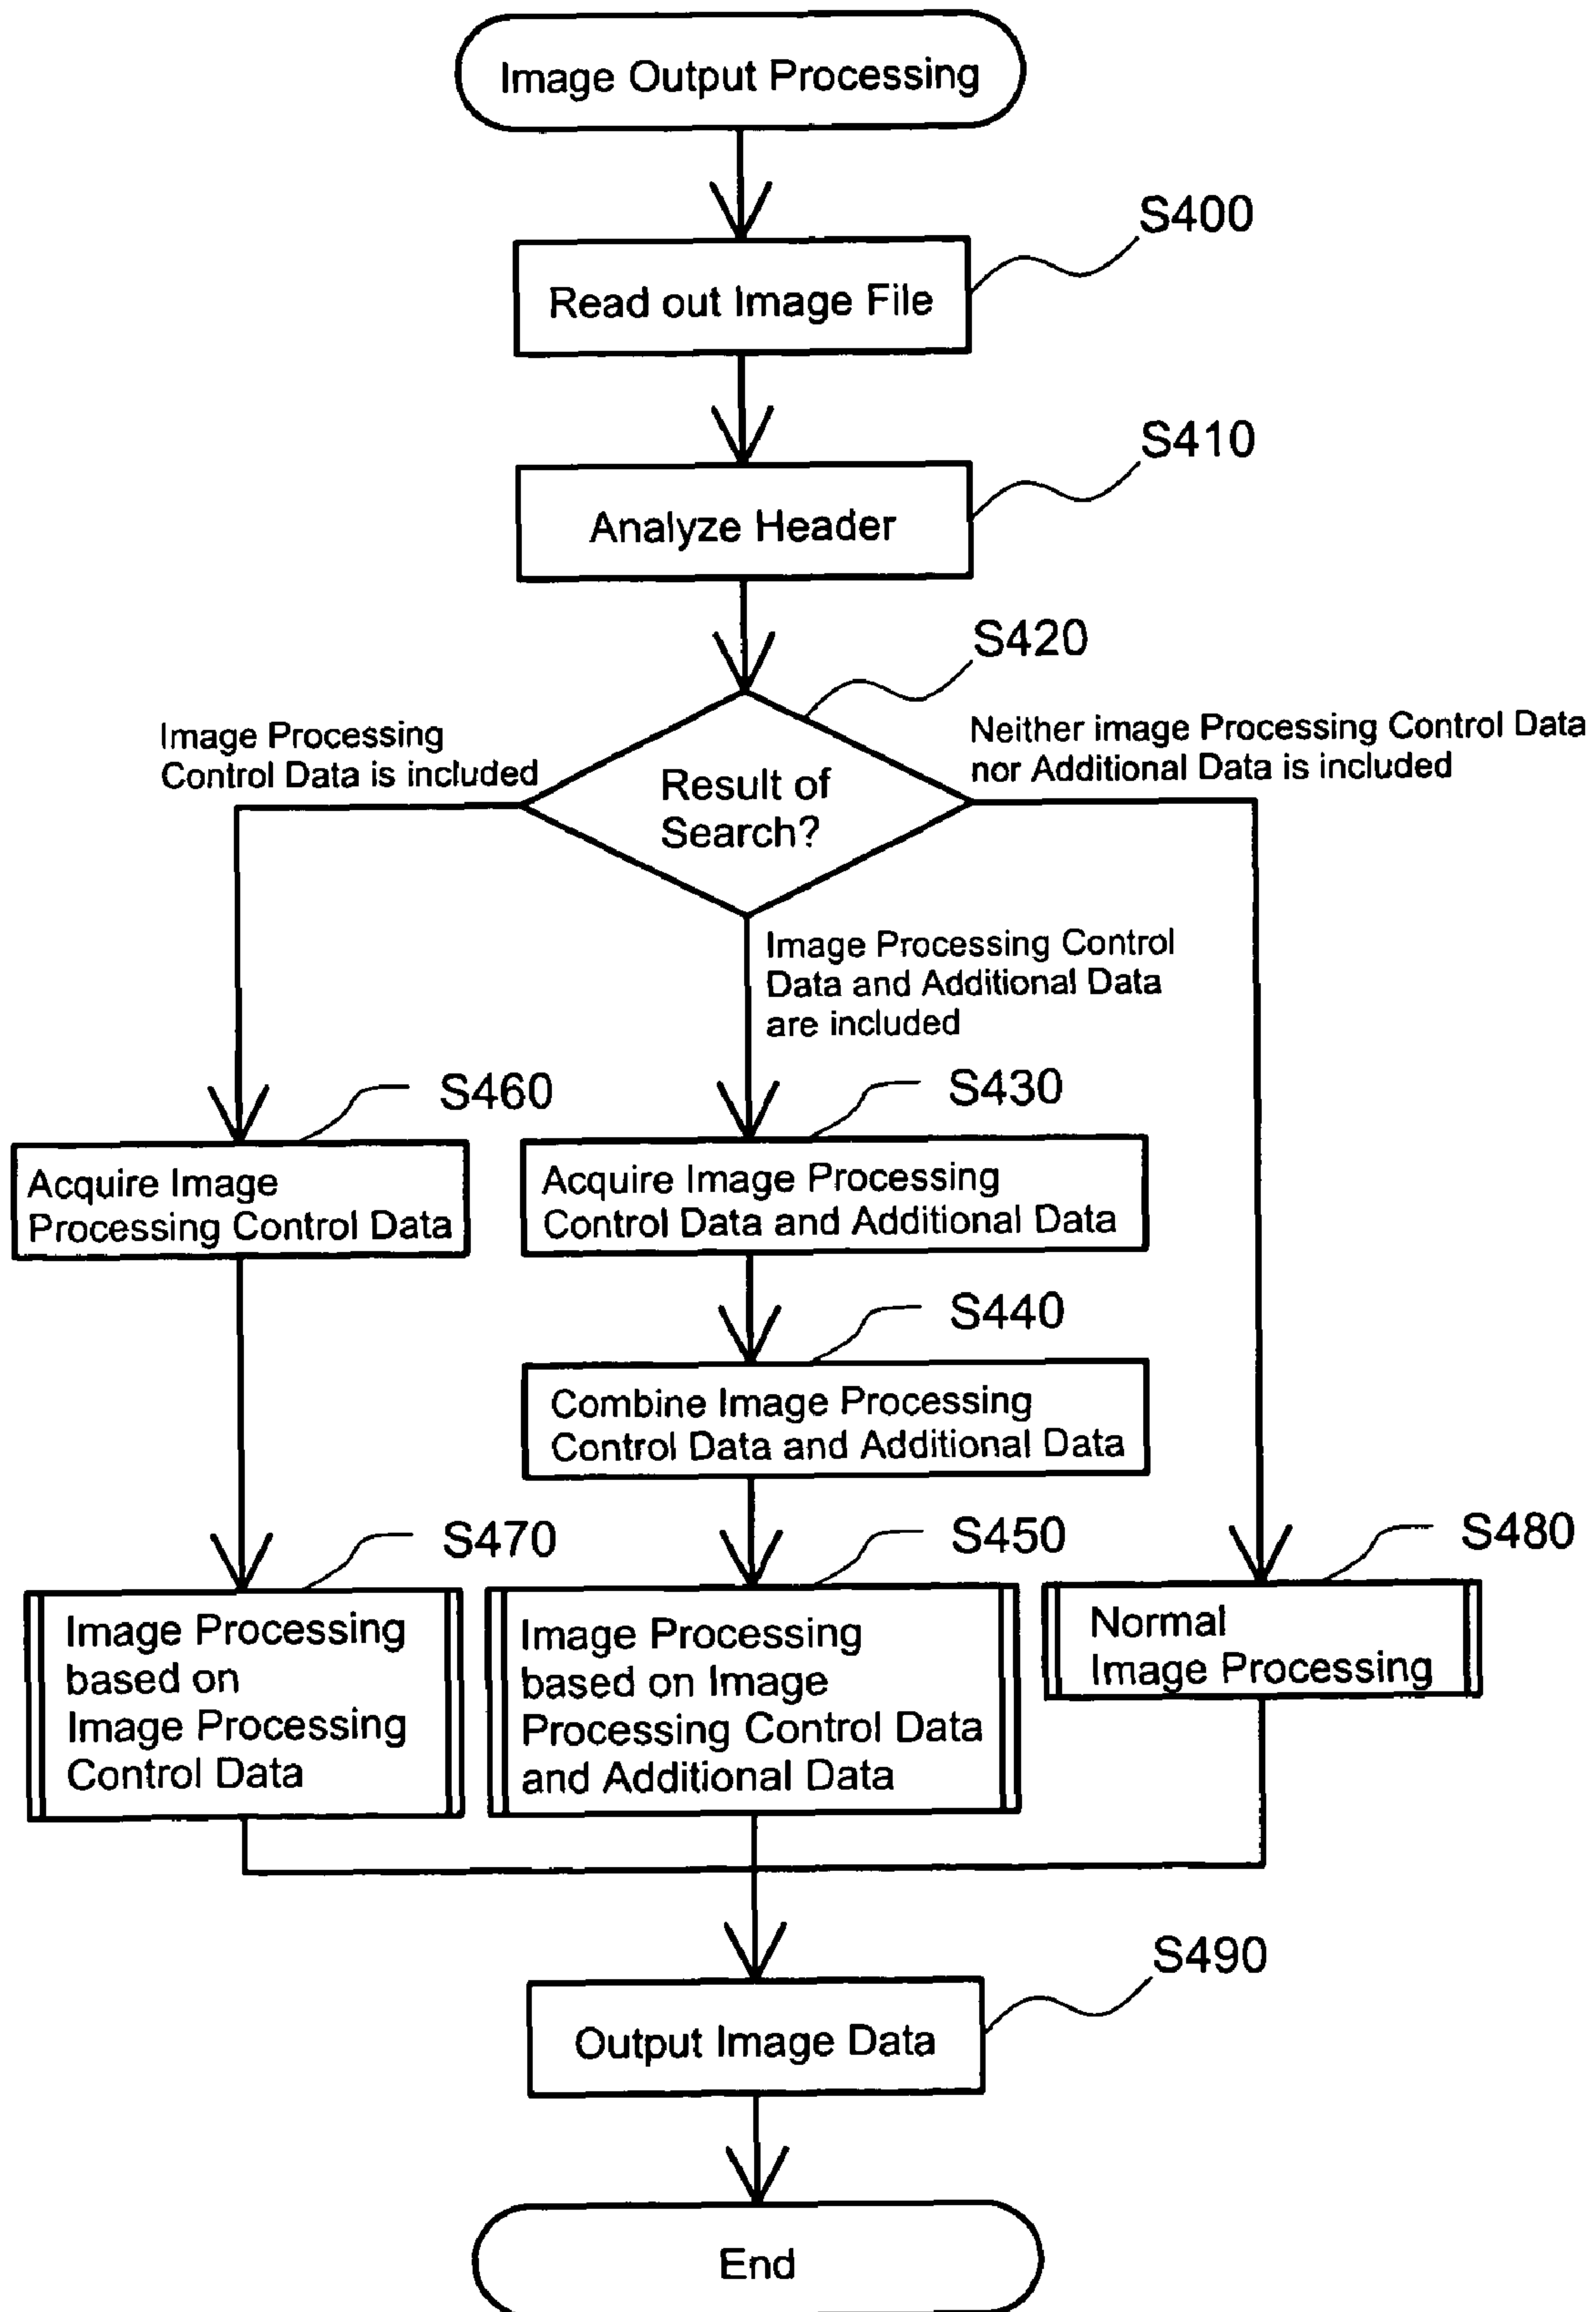 Image Output Processing
S400
Read out Image File
S410
Analyze Header
S420
Image Processing
Control Data is included
Neither image Processing Control Data
nor Additional Data is included
Result of
Search?
Image Processing Control
Data and Additional Data
are included
S460
S430
Acquire Image
Processing Control Data
Acquire Image Processing
Control Data and Additional Data
S440
Combine Image Processing
Control Data and Additional Data
S470
S450
S480
Image Processing
based on
Image Processing
Control Data
Image Processing
based on Image
Processing Control Data
and Additional Data
Normal
Image Processing
S490
Output Image Data
End